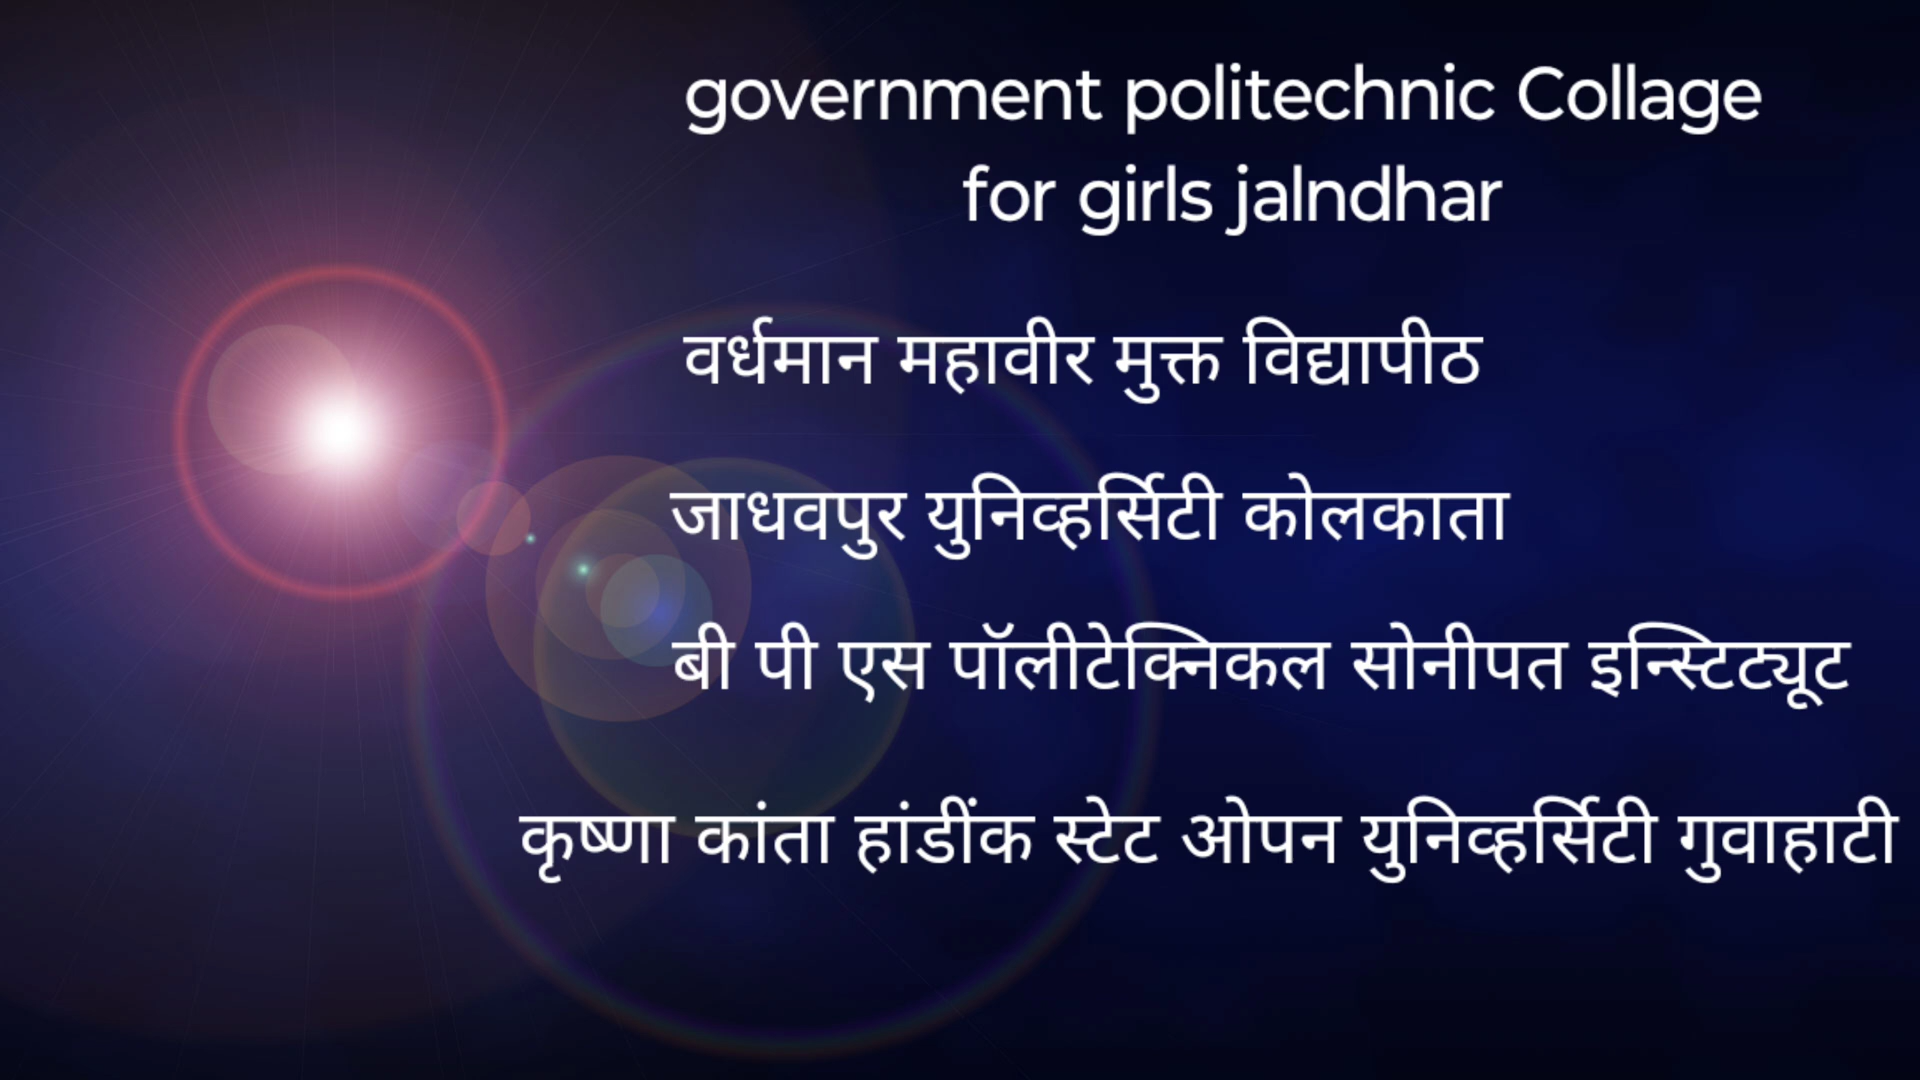 government politechnic Collage
for girls jalndhar
वर्धमान महावीर मुक्त विद्यापीठ
जाधवपुर युनिव्हर्सिटी कोलकाता
बी पी एस पॉलीटेक्निकल सोनीपत इन्स्टिट्यूट
कृष्णा कांता हांडींक स्टेट ओपन युनिव्हर्सिटी गुवाहाटी